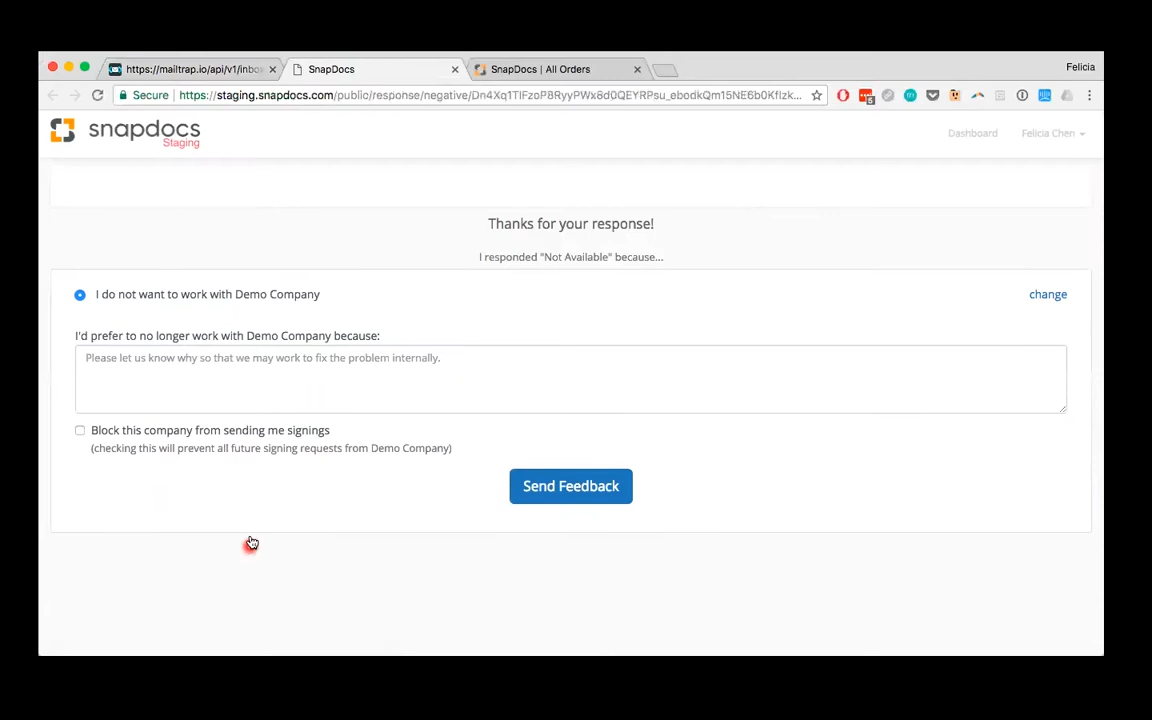 https://mailtrap.io/api/v1/inbo
SnapDocs
SnapDocs | All Orders
Felicia
Secure
https://staging.snapdocs.com/public/response/negative/
snapdocs
Staging
Dashboard
Felicia Chen
Thanks for your response!
I responded "Not Available" because...
I do not want to work with Demo Company
change
I'd prefer to no longer work with Demo Company because:
Please let us know why so that we may work to fix the problem internally.
Block this company from sending me signings
(checking this will prevent all future signing requests from Demo Company)
Send Feedback